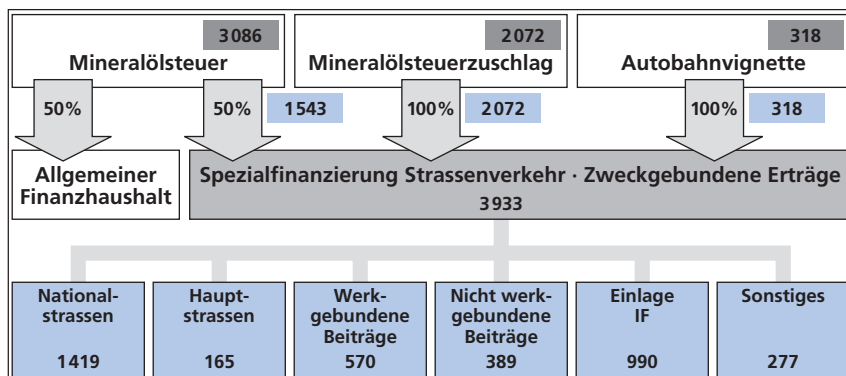 3086
Mineralölsteuer
2072
Mineralölsteuerzuschlag
318
Autobahnvignette
50%
50%
1543
100%
2072
100%
318
Allgemeiner
Finanzhaushalt
Spezialfinanzierung Strassenverkehr · Zweckgebundene Erträge
3933
National-
strassen
1419
Haupt-
strassen
165
Werk-
gebundene
Beiträge
570
Nicht werk-
gebundene
Beiträge
389
Einlage
IF
990
Sonstiges
277